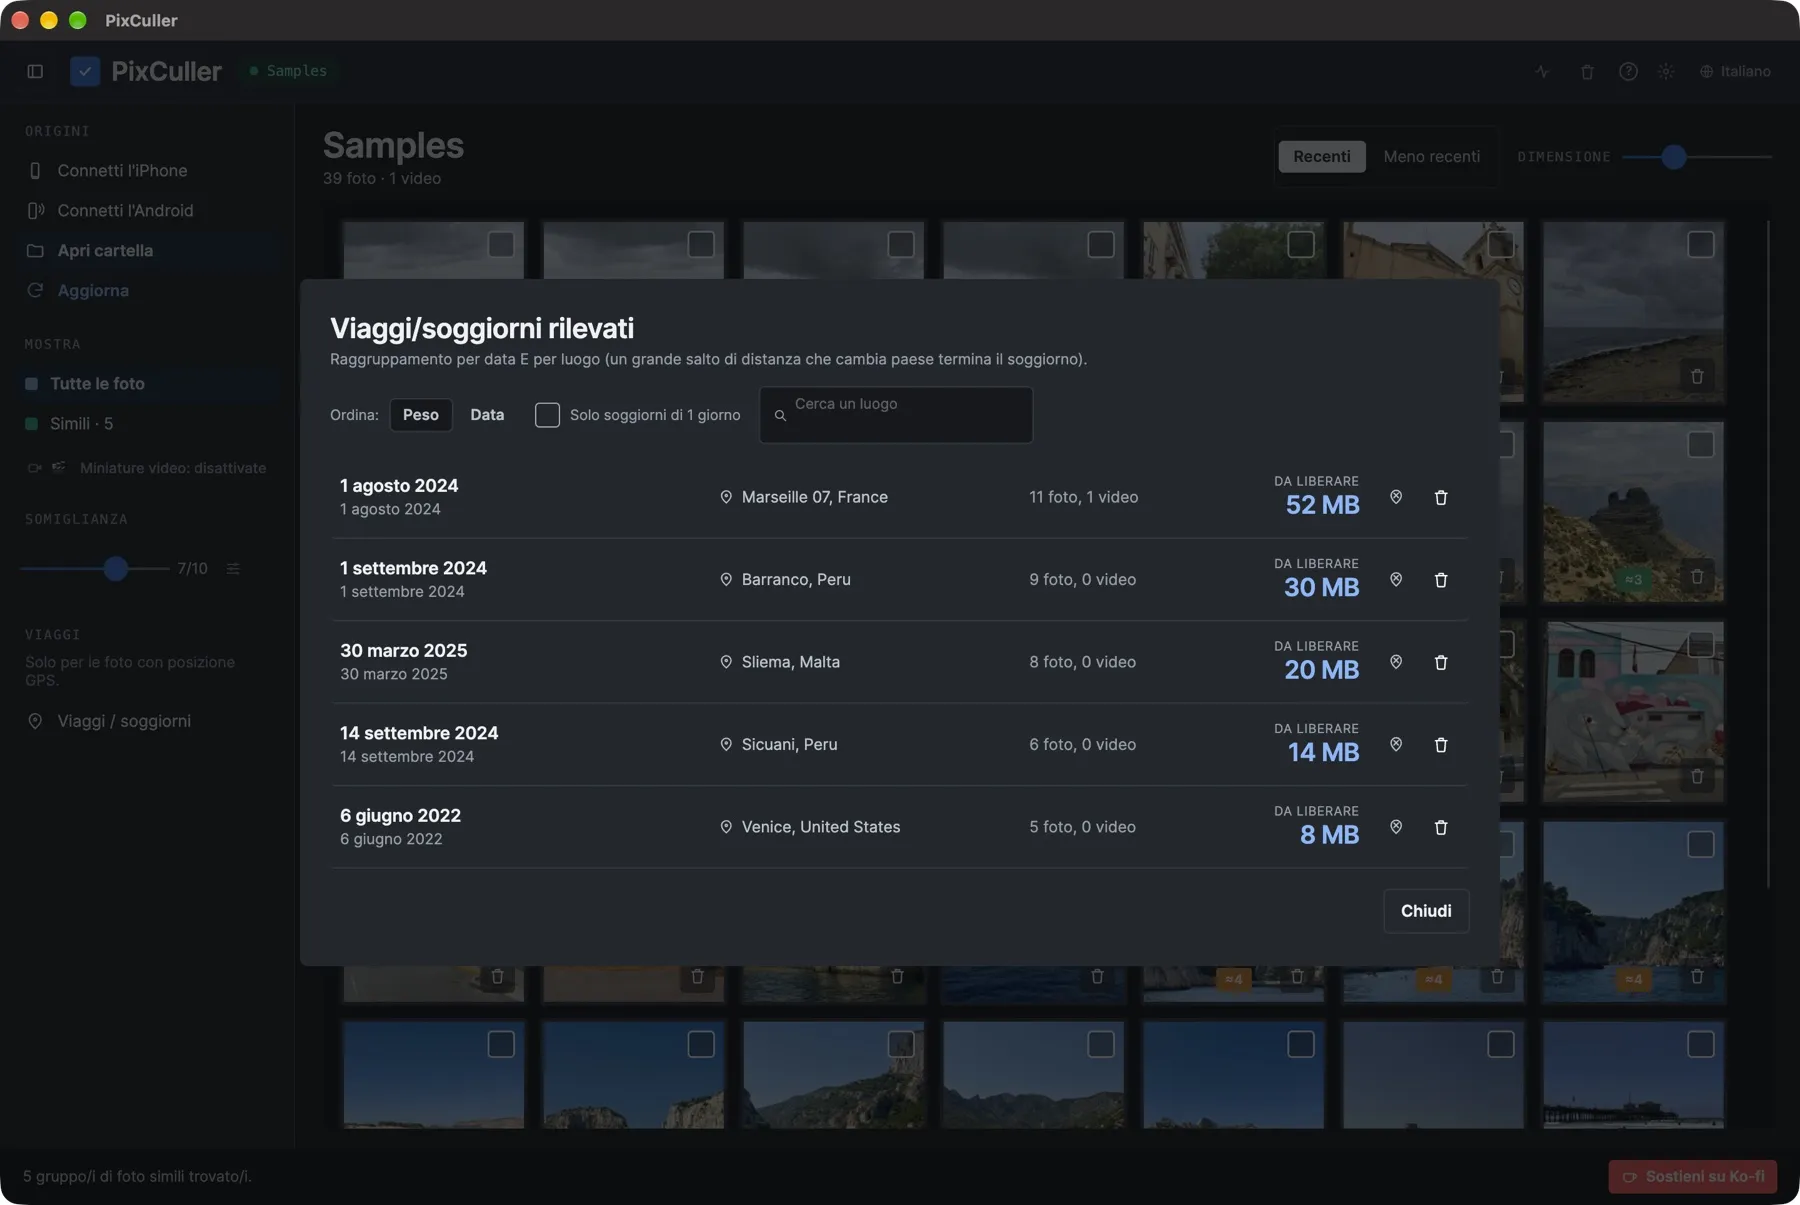 PixCuller
PixCuller
Samples
Italiano
ORIGINI
Connetti l'iPhone
Connetti l'Android
Apri cartella
Aggiorna
MOSTRA
Tutte le foto
Simili · 5
Miniature video: disattivate
SOMIGLIANZA
7/10
VIAGGI
Solo per le foto con posizione
GPS.
Viaggi / soggiorni
Samples
39 foto · 1 video
Recenti
Meno recenti
DIMENSIONE
Viaggi/soggiorni rilevati
Raggruppamento per data E per luogo (un grande salto di distanza che cambia paese termina il soggiorno).
Ordina:
Peso
Data
Solo soggiorni di 1 giorno
Cerca un luogo
1 agosto 2024
1 agosto 2024
Marseille 07, France
11 foto, 1 video
DA LIBERARE
52 MB
1 settembre 2024
1 settembre 2024
Barranco, Peru
9 foto, 0 video
DA LIBERARE
30 MB
30 marzo 2025
30 marzo 2025
Sliema, Malta
8 foto, 0 video
DA LIBERARE
20 MB
14 settembre 2024
14 settembre 2024
Sicuani, Peru
6 foto, 0 video
DA LIBERARE
14 MB
6 giugno 2022
6 giugno 2022
Venice, United States
5 foto, 0 video
DA LIBERARE
8 MB
Chiudi
≈3
≈4
≈4
≈4
5 gruppo/i di foto simili trovato/i.
Sostieni su Ko-fi